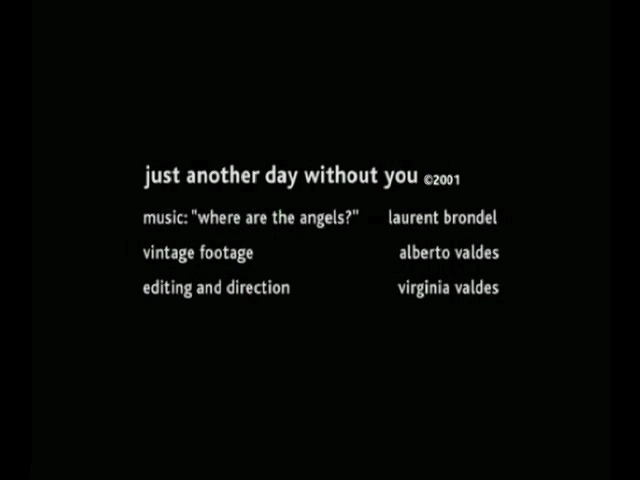 just another day without you ©2001
music: "where are the angels?" laurent brondel
vintage footage alberto valdes
editing and direction virginia valdes